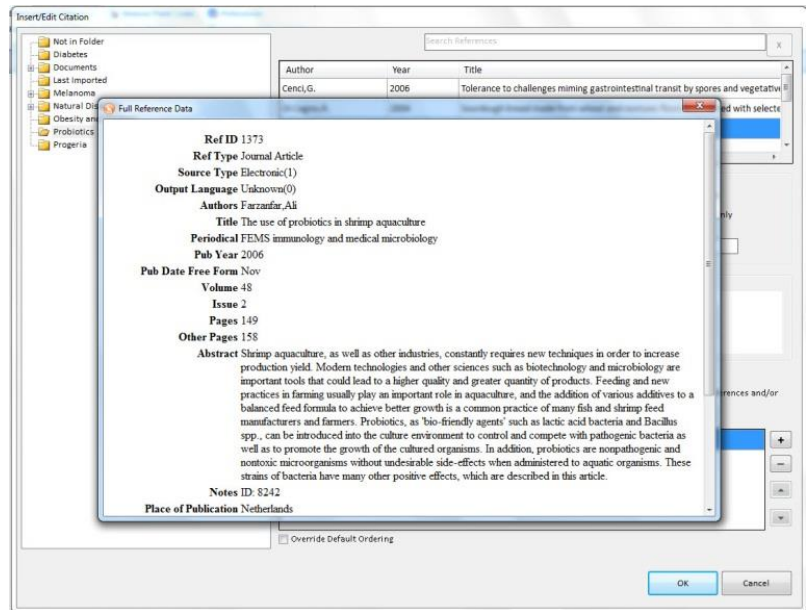 Insert/Edit Citation
Not in Folder
Diabetes
Documents
Last Imported
Melanoma
Natural Dis
Obesity and
Probiotics
Progeria
Search References
x
Author Year Title
Cenci,G. 2006 Tolerance to challenges miming gastrointestinal transit by spores and vegetative
ed with selecte
Full Reference Data
Ref ID 1373
Ref Type Journal Article
Source Type Electronic(1)
Output Language Unknown(0)
Authors Farzanfar,Ali
Title The use of probiotics in shrimp aquaculture
Periodical FEMS immunology and medical microbiology
Pub Year 2006
Pub Date Free Form Nov
Volume 48
Issue 2
Pages 149
Other Pages 158
Abstract Shrimp aquaculture, as well as other industries, constantly requires new techniques in order to increase
production yield. Modern technologies and other sciences such as biotechnology and microbiology are
important tools that could lead to a higher quality and greater quantity of products. Feeding and new
practices in farming usually play an important role in aquaculture, and the addition of various additives to a
balanced feed formula to achieve better growth is a common practice of many fish and shrimp feed
manufacturers and farmers. Probiotics, as 'bio-friendly agents' such as lactic acid bacteria and Bacillus
spp., can be introduced into the culture environment to control and compete with pathogenic bacteria as
well as to promote the growth of the cultured organisms. In addition, probiotics are nonpathogenic and
nontoxic microorganisms without undesirable side-effects when administered to aquatic organisms. These
strains of bacteria have many other positive effects, which are described in this article.
Notes ID: 8242
Place of Publication Netherlands
nly
rences and/or
Override Default Ordering
OK Cancel